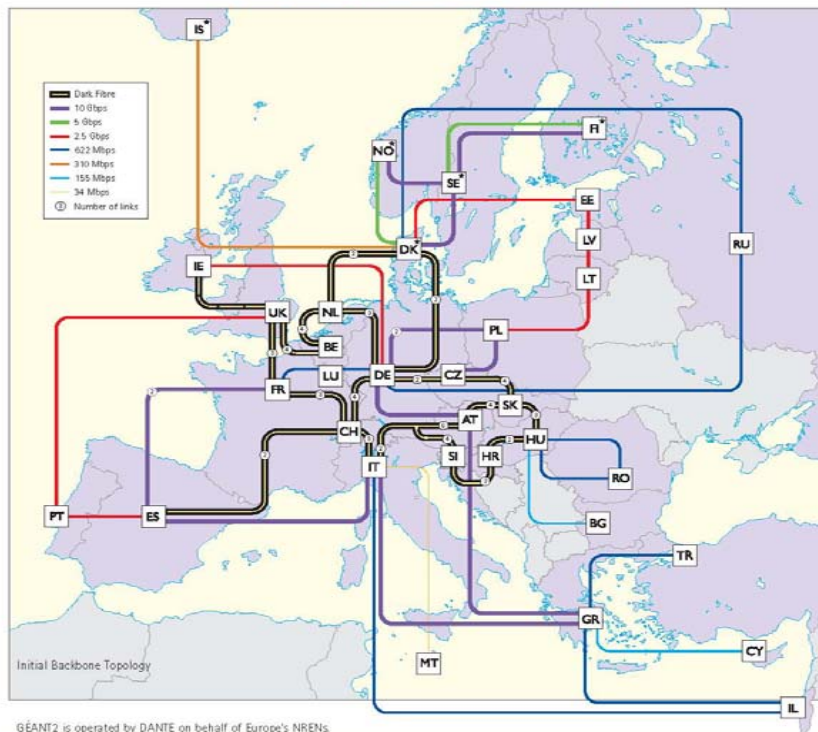 IS*
Dark Fibre
10 Gbps
5 Gbps
2.5 Gbps
622 Mbps
310 Mbps
155 Mbps
34 Mbps
Number of links
NO*
FI*
SE*
EE
DK*
LV
RU
IE
LT
UK
NL
PL
BE
LU
DE
CZ
FR
SK
CH
AT
HU
IT
SI
HR
RO
PT
ES
BG
TR
GR
CY
MT
IL
Initial Backbone Topology
GÉANT2 is operated by DANTE on behalf of Europe's NRENs.